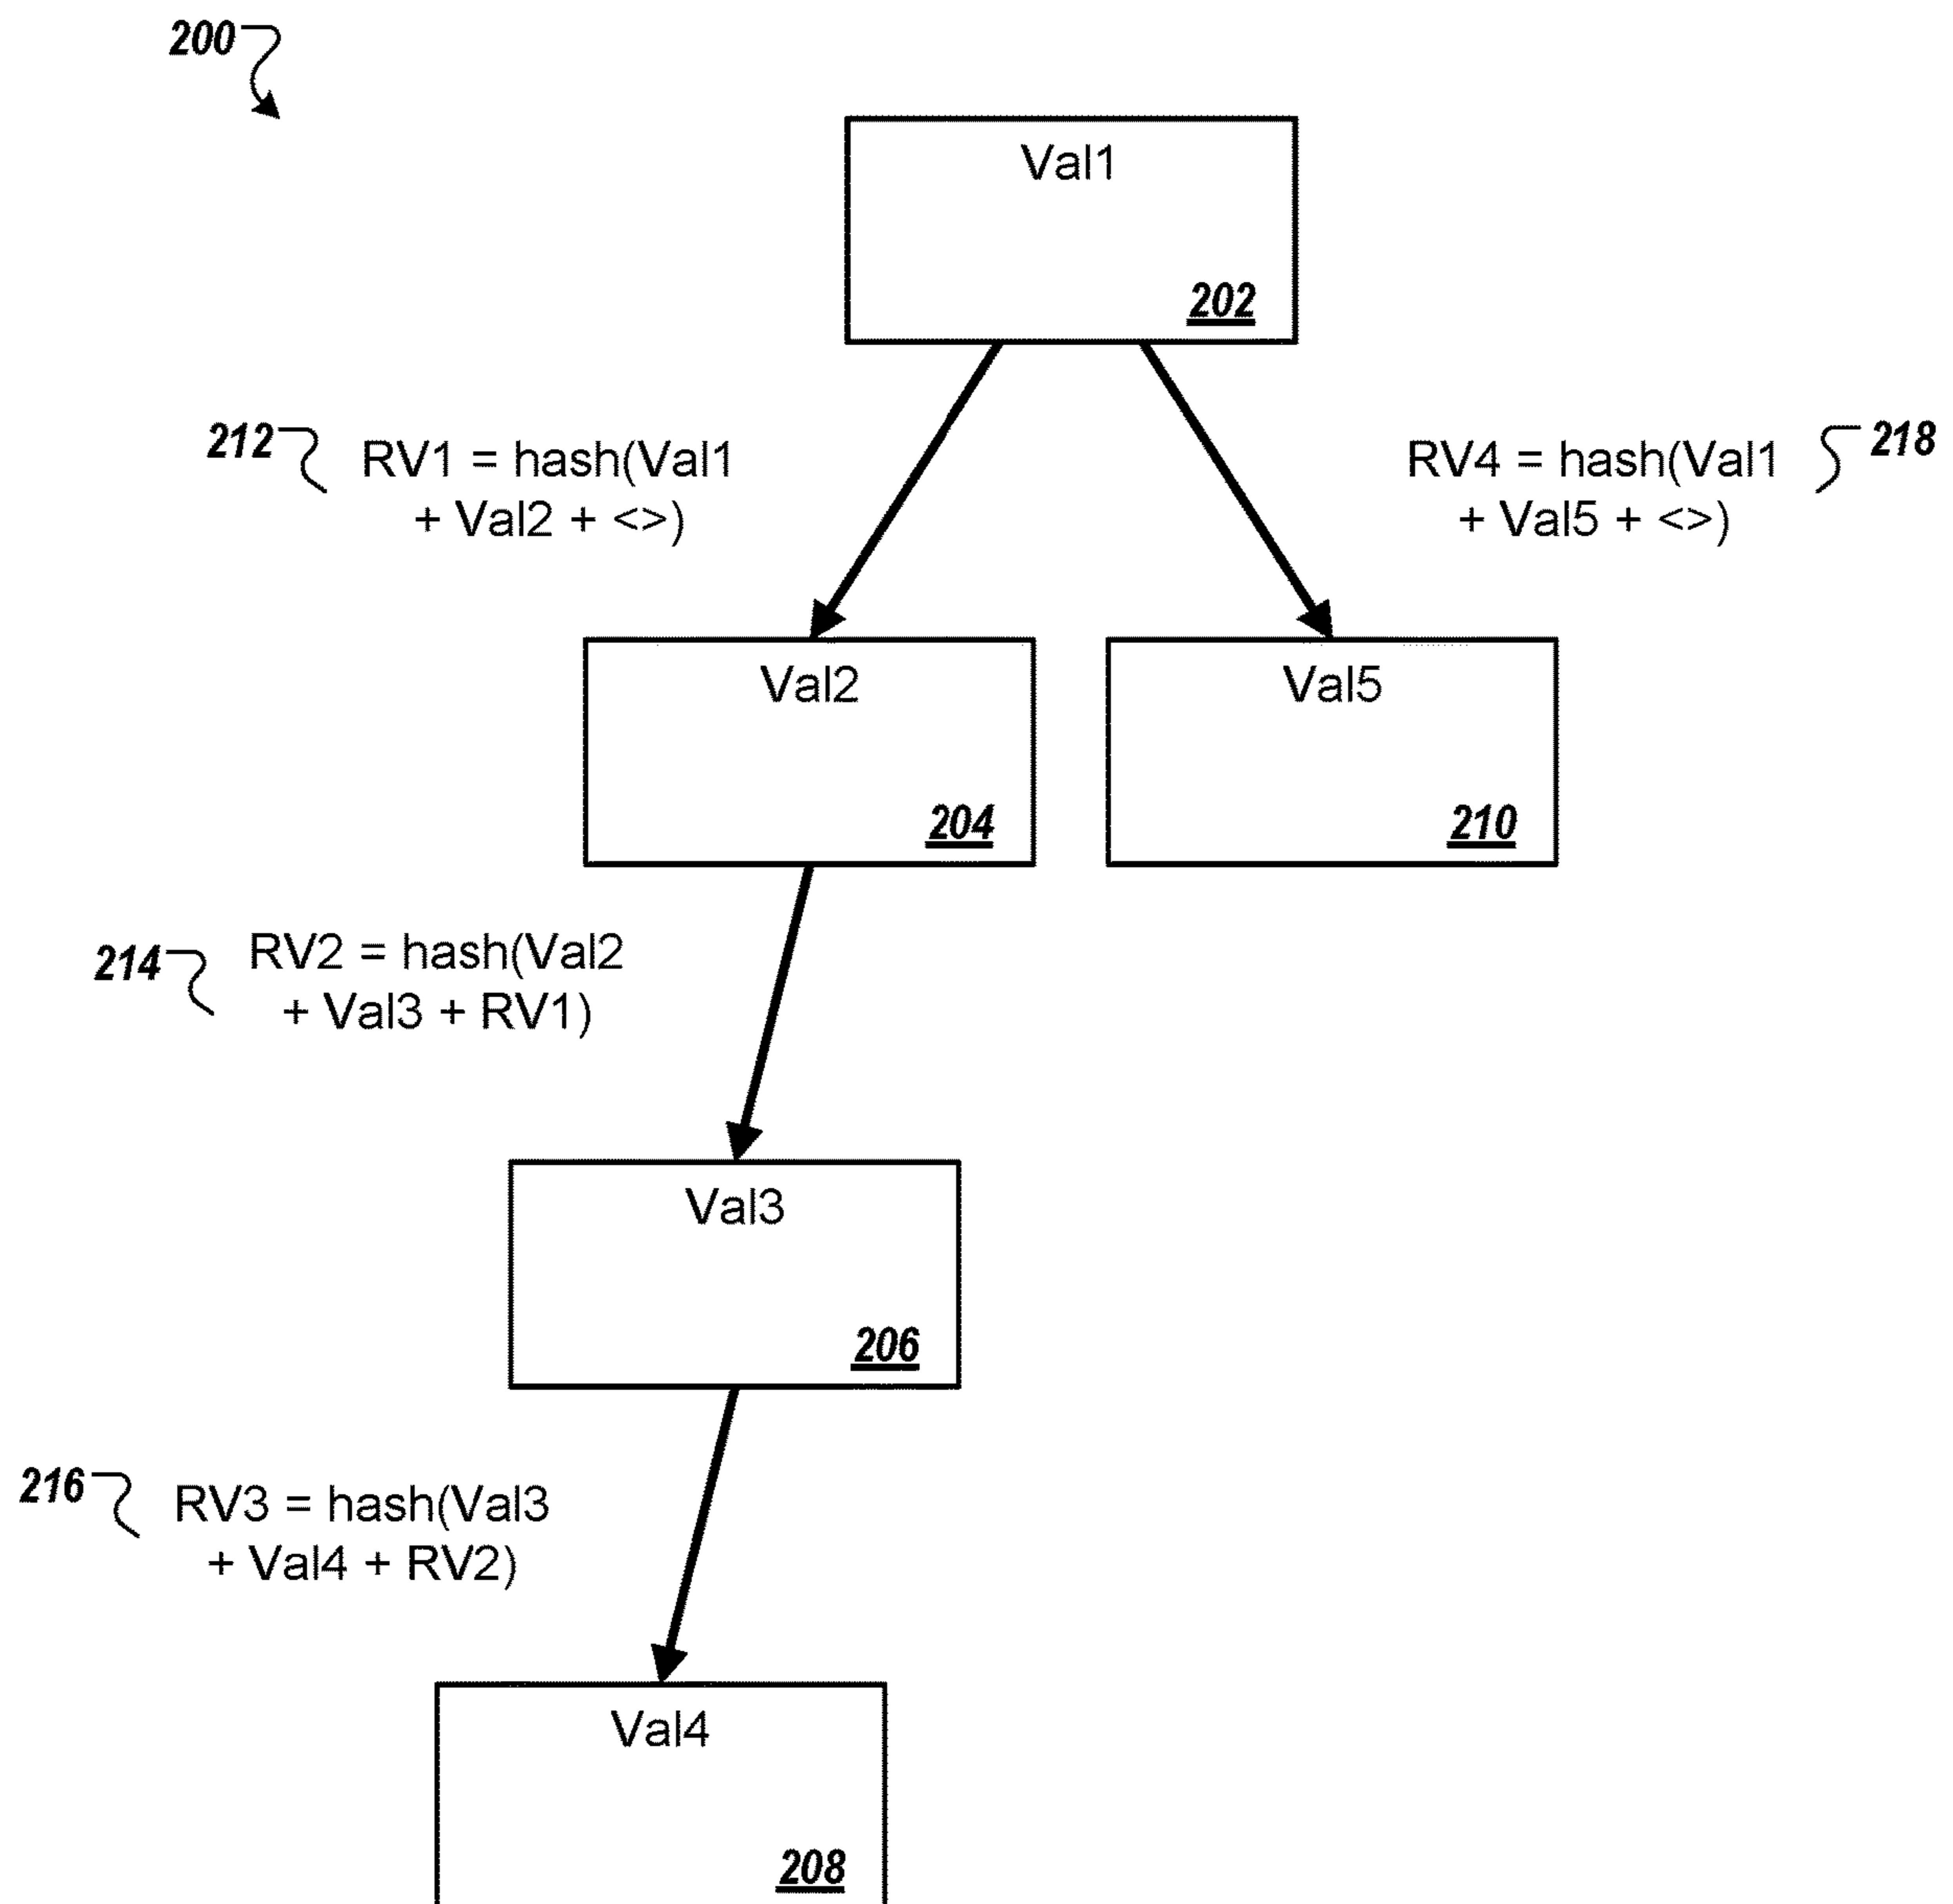 200
Val1
202
212
RV1 = hash(Val1
+ Val2 + <>)
RV4 = hash(Val1
+ Val5 + <>)
218
Val2
204
Val5
210
214
RV2 = hash(Val2
+ Val3 + RV1)
Val3
206
216
RV3 = hash(Val3
+ Val4 + RV2)
Val4
208